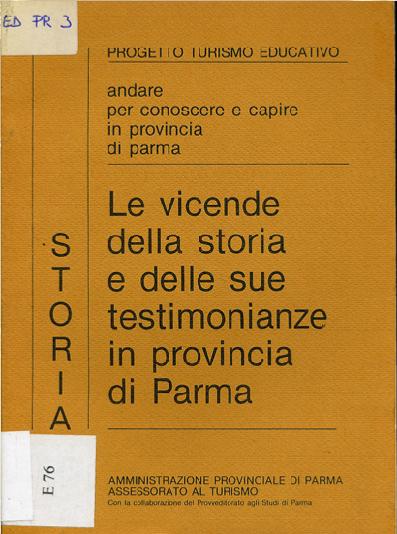 ED PR 3
PROGETTO TURISMO EDUCATIVO
andare
per conoscere e capire
in provincia
di parma
STORIA
Le vicende
della storia
e delle sue
testimonianze
in provincia
di Parma
E 76
AMMINISTRAZIONE PROVINCIALE DI PARMA
ASSESSORATO AL TURISMO
Con la collaborazione del Provveditorato agli Studi di Parma